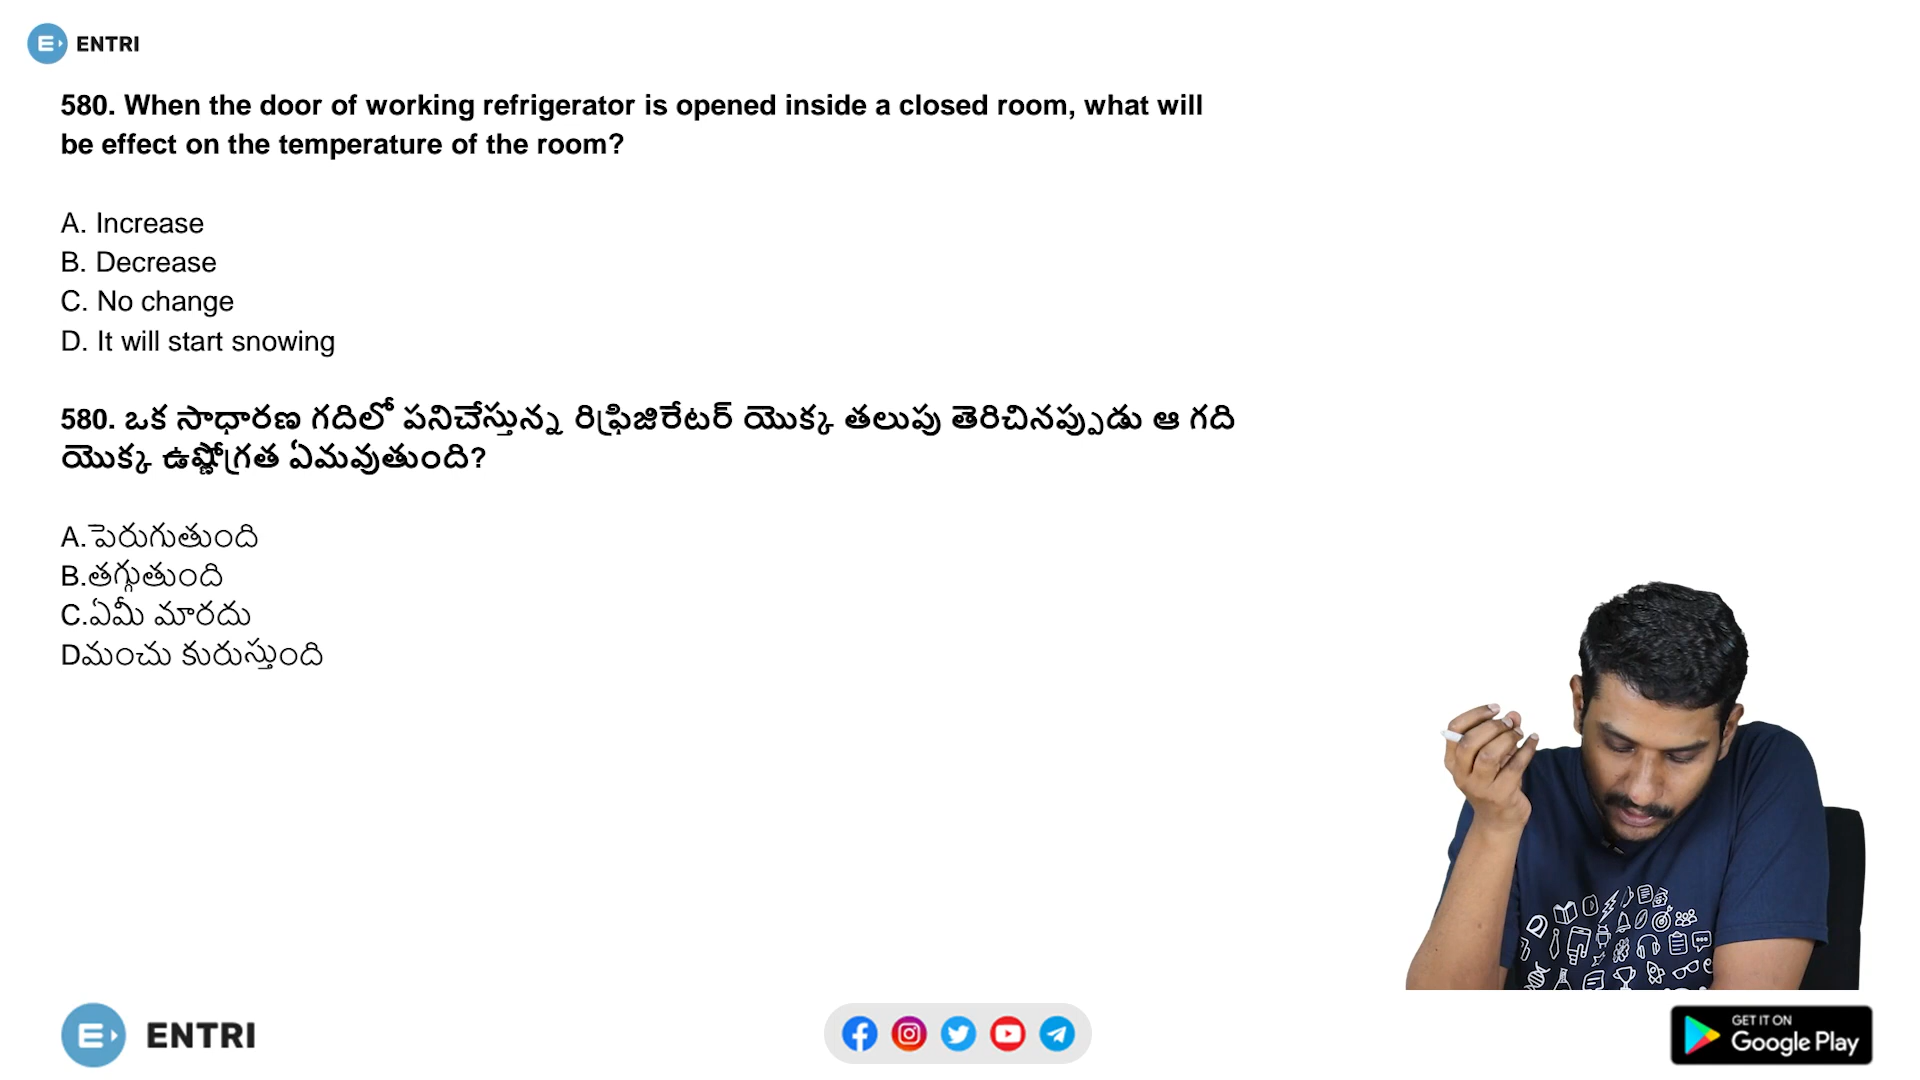 ENTRI
580. When the door of working refrigerator is opened inside a closed room, what will
be effect on the temperature of the room?
A. Increase
B. Decrease
C. No change
D. It will start snowing
580. ఒక సాధారణ గదిలో పనిచేస్తున్న రిఫ్రిజిరేటర్ యొక్క తలుపు తెరిచినప్పుడు ఆ గది
యొక్క ఉష్ణోగ్రత ఏమవుతుంది?
A.పెరుగుతుంది
B.తగ్గుతుంది
C.ఏమీ మారదు
Dమంచు కురుస్తుంది
ENTRI
GET IT ON
Google Play